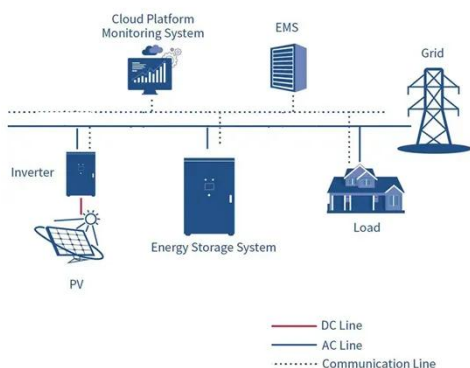 Cloud Platform
Monitoring System
EMS
Grid
Inverter
Energy Storage System
Load
PV
DC Line
AC Line
Communication Line